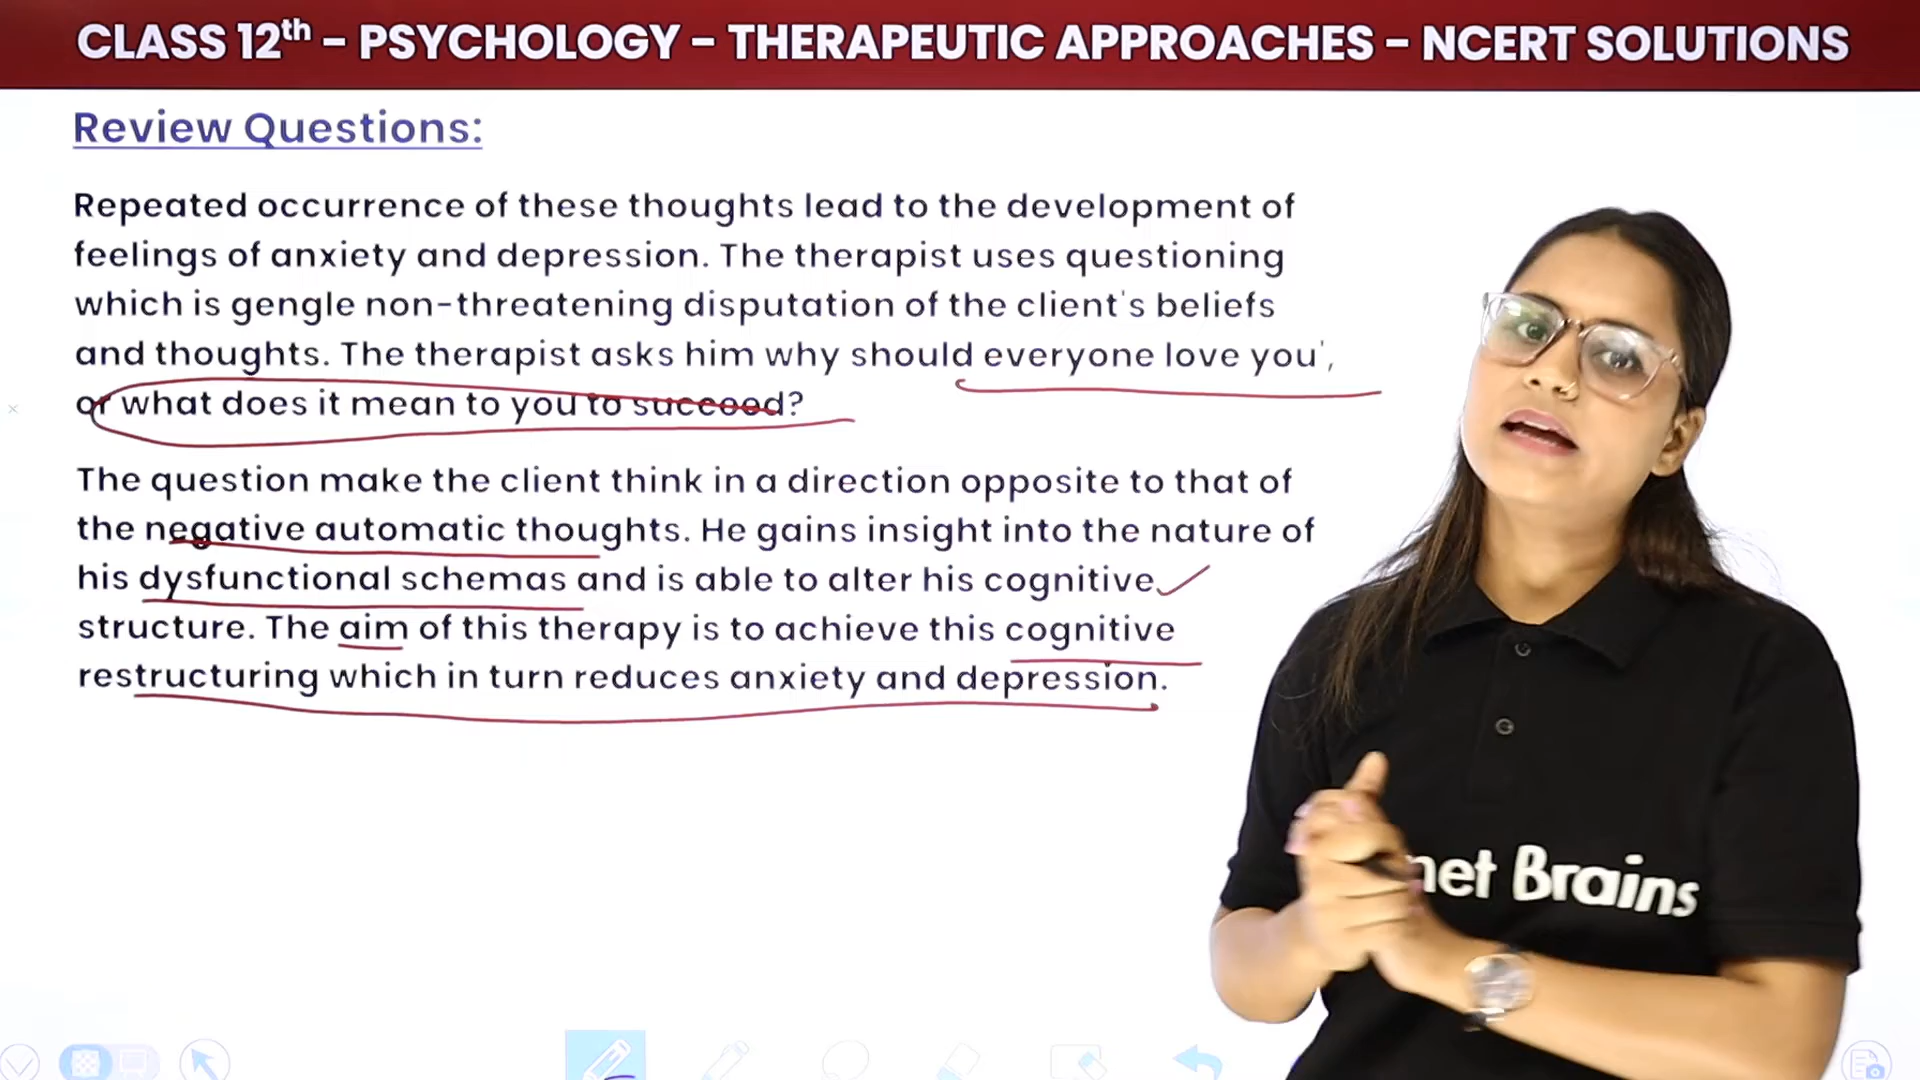 CLASS 12th - PSYCHOLOGY - THERAPEUTIC APPROACHES - NCERT SOLUTIONS
Review Questions:
Repeated occurrence of these thoughts lead to the development of
feelings of anxiety and depression. The therapist uses questioning
which is gengle non-threatening disputation of the client's beliefs
and thoughts. The therapist asks him why should everyone love you',
or what does it mean to you to succeed?
The question make the client think in a direction opposite to that of
the negative automatic thoughts. He gains insight into the nature of
his dysfunctional schemas and is able to alter his cognitive
structure. The aim of this therapy is to achieve this cognitive
restructuring which in turn reduces anxiety and depression.
net Brains